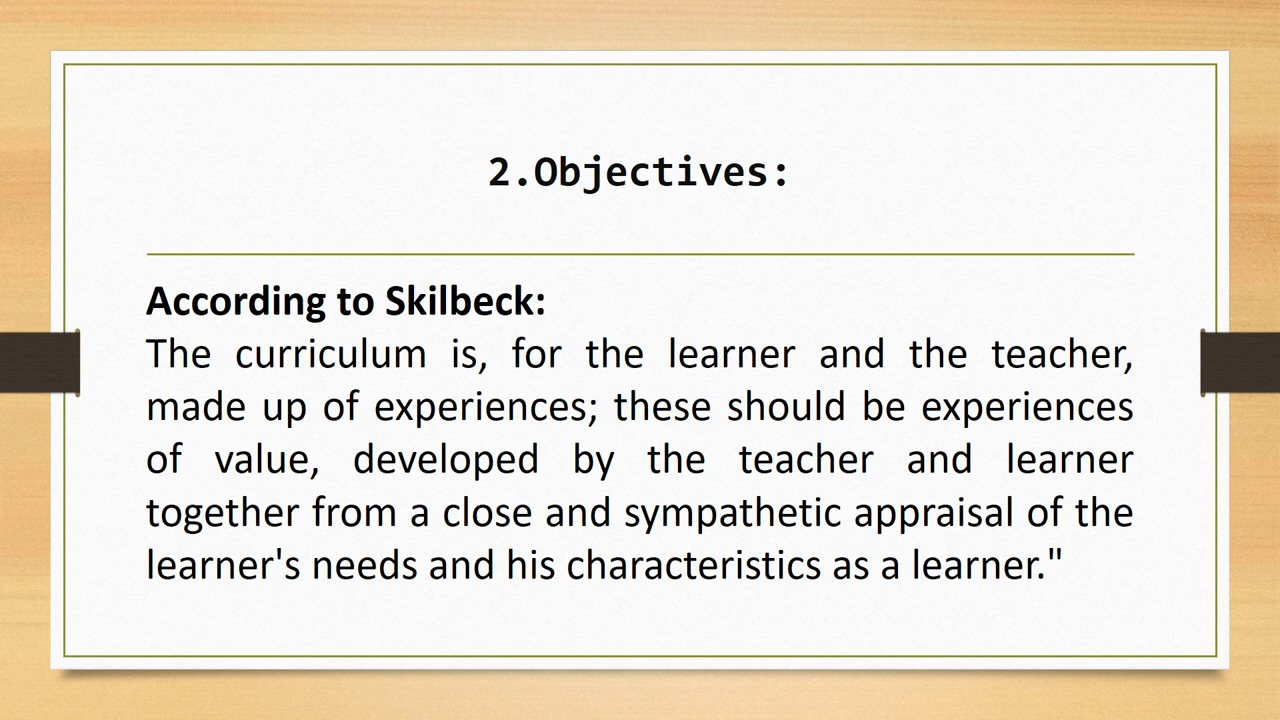 2.Objectives:
According to Skilbeck:
The curriculum is, for the learner and the teacher,
made up of experiences; these should be experiences
of value, developed by the teacher and learner
together from a close and sympathetic appraisal of the
learner's needs and his characteristics as a learner."